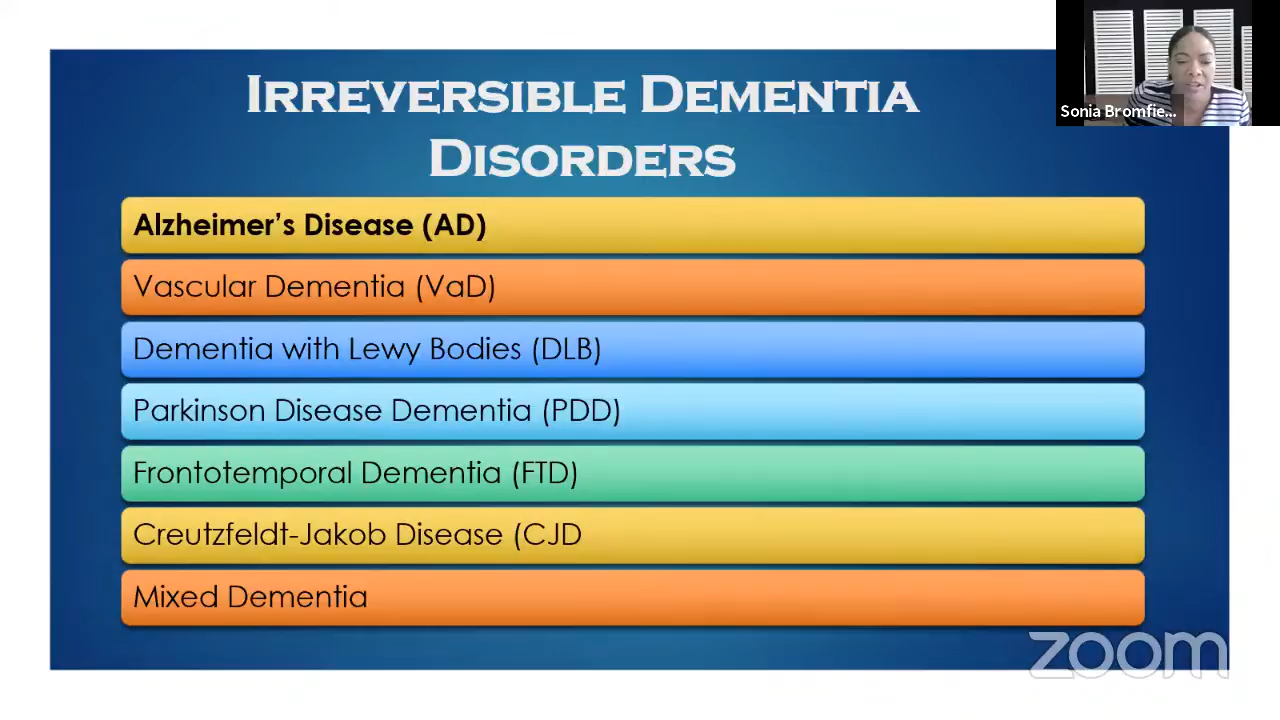 IRREVERSIBLE DEMENTIA
DISORDERS
Sonia Bromfie...
Alzheimer's Disease (AD)
Vascular Dementia (VaD)
Dementia with Lewy Bodies (DLB)
Parkinson Disease Dementia (PDD)
Frontotemporal Dementia (FTD)
Creutzfeldt-Jakob Disease (CJD
Mixed Dementia
zoom